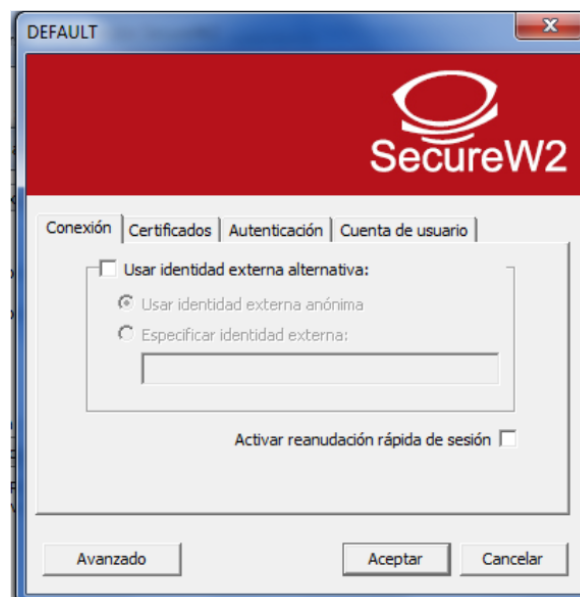 DEFAULT
SecureW2
Conexión Certificados Autenticación Cuenta de usuario
Usar identidad externa alternativa:
Usar identidad externa anónima
Especificar identidad externa:
Activar reanudación rápida de sesión
Avanzado Aceptar Cancelar